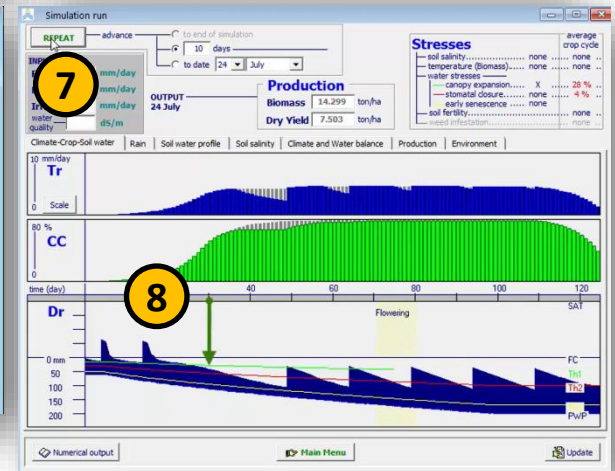 Simulation run
REPEAT
advance
to end of simulation
10 days
to date 24 July
mm/day
mm/day
mm/day
water quality dS/m
7
OUTPUT
24 July
Production
Biomass 14.299 ton/ha
Dry Yield 7.503 ton/ha
Stresses
average
crop cycle
soil salinity........ none ..... none
temperature (Biomass).... none ..... none
water stresses
canopy expansion...... X ..... 28 %
stomatal closure...... none ..... 4 %
early senescence ..... none
soil fertility........ none
weed infestation........ none
Climate-Crop-Soil water
Rain
Soil water profile
Soil salinity
Climate and Water balance
Production
Environment
10 mm/day
Tr
0
Scale
80 %
CC
0
time (day) 40 60 80 100 120
8
Dr
Flowering
SAT
0 mm
FC
50
Th1
100
Th2
150
200
PWP
Numerical output
Main Menu
Update